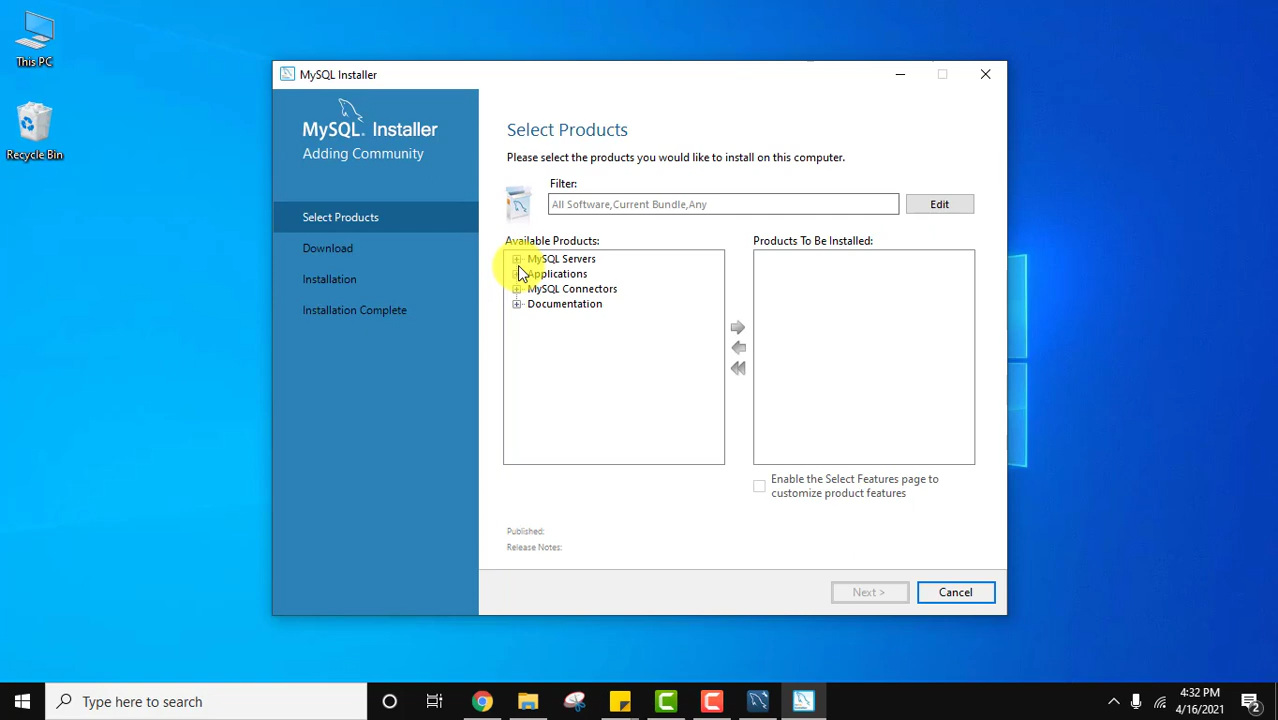 This PC
Recycle Bin
MySQL Installer
MySQL. Installer
Adding Community
Select Products
Download
Installation
Installation Complete
Select Products
Please select the products you would like to install on this computer.
Filter:
All Software,Current Bundle,Any
Edit
Available Products:
MySQL Servers
Applications
MySQL Connectors
Documentation
Products To Be Installed:
Enable the Select Features page to
customize product features
Published:
Release Notes:
Next >
Cancel
Type here to search
4:32 PM
4/16/2021
2